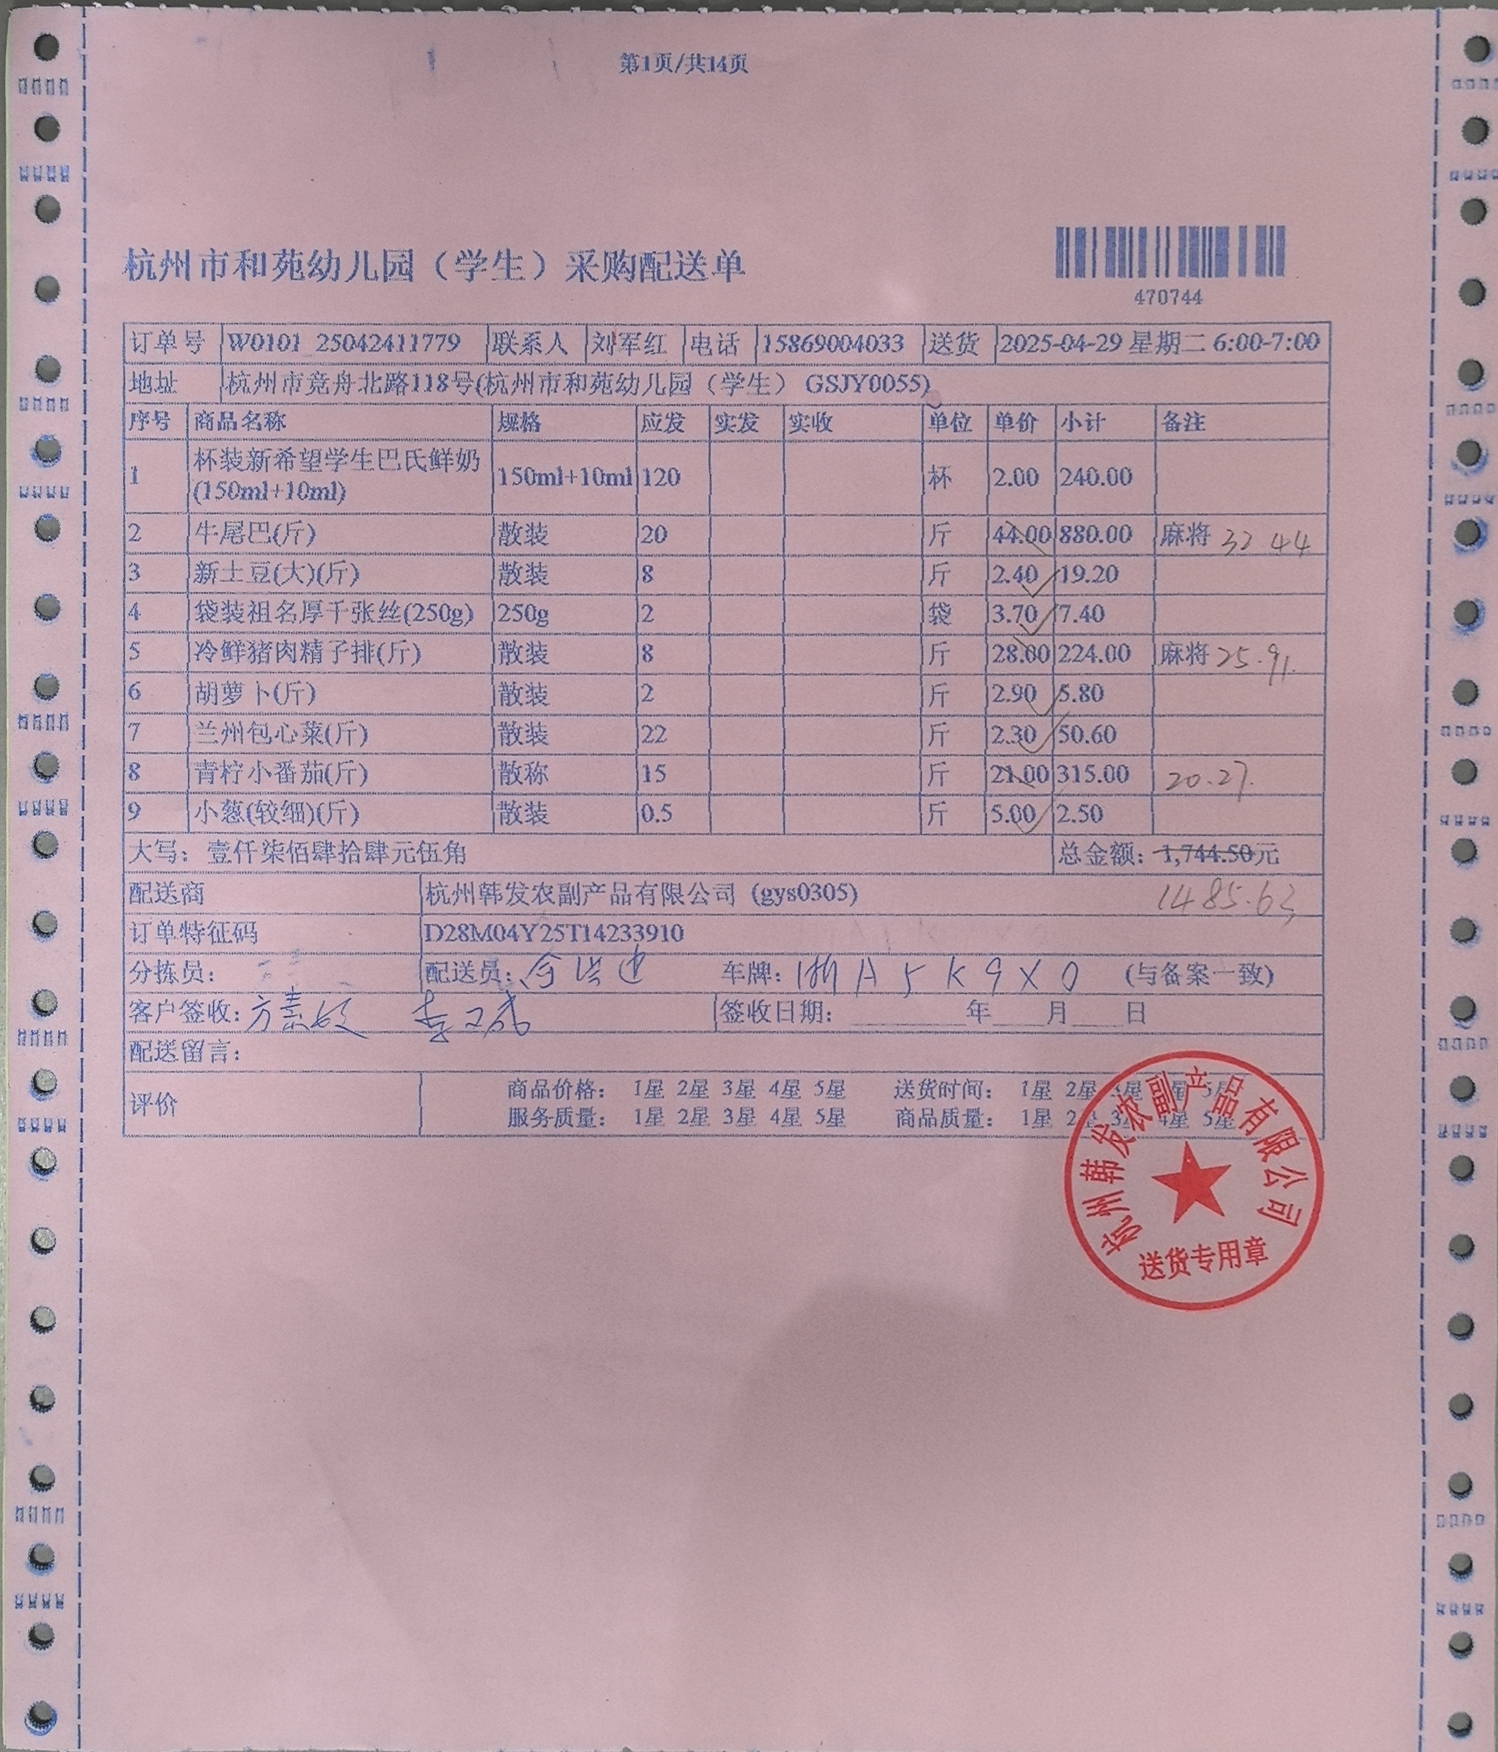 第1页/共14页
杭州市和苑幼儿园（学生）采购配送单
470744
订单号 W0101_25042411779 联系人 刘军红 电话 15869004033 送货 2025-04-29 星期二 6:00-7:00
地址 杭州市竞舟北路118号(杭州市和苑幼儿园（学生） GSJY0055)
序号 商品名称 规格 应发 实发 实收 单位 单价 小计 备注
1 杯装新希望学生巴氏鲜奶(150ml+10ml) 150ml+10ml 120 杯 2.00 240.00
2 牛尾巴(斤) 散装 20 斤 44.00 880.00 麻将 32.44
3 新土豆(大)(斤) 散装 8 斤 2.40 19.20
4 袋装祖名厚千张丝(250g) 250g 2 袋 3.70 7.40
5 冷鲜猪肉精子排(斤) 散装 8 斤 28.00 224.00 麻将 25.91
6 胡萝卜(斤) 散装 2 斤 2.90 5.80
7 兰州包心菜(斤) 散装 22 斤 2.30 50.60
8 青柠小番茄(斤) 散称 15 斤 21.00 315.00 20.27
9 小葱(较细)(斤) 散装 0.5 斤 5.00 2.50
大写：壹仟柒佰肆拾肆元伍角 总金额：1,744.50元
配送商 杭州韩发农副产品有限公司 (gys0305) 1485.63
订单特征码 D28M04Y25T14233910
分拣员： 配送员： 车牌：浙A5K9X0 (与备案一致)
客户签收： 签收日期： 年 月 日
配送留言：
评价 商品价格： 1星 2星 3星 4星 5星 送货时间： 1星 2星 3星 4星 5星
服务质量： 1星 2星 3星 4星 5星 商品质量： 1星 2星 3星 4星 5星
杭州韩发农副产品有限公司
送货专用章